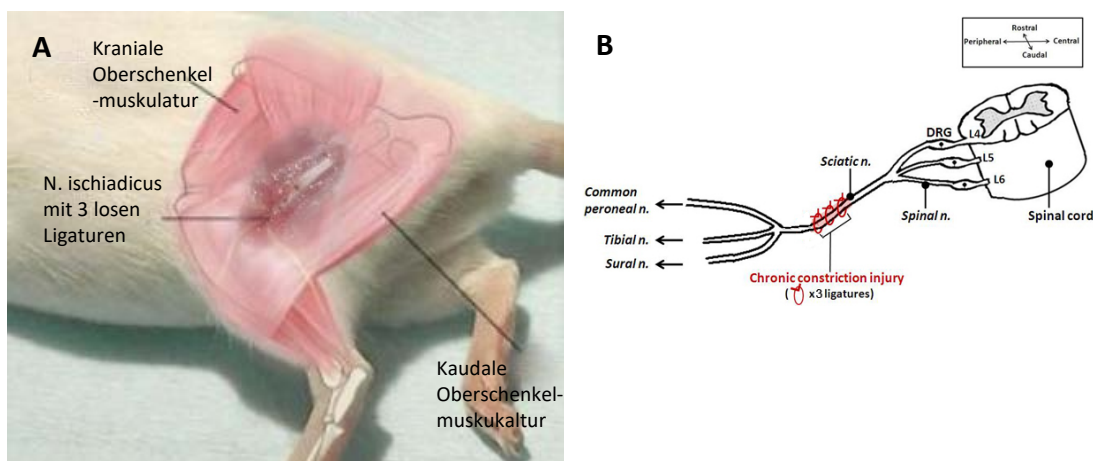 A
Kraniale
Oberschenkel
-muskulatur
N. ischiadicus
mit 3 losen
Ligaturen
Kaudale
Oberschenkel-
muskukaltur
B
Rostral
Peripheral
Central
Caudal
DRG
L4
L5
L6
Sciatic n.
Spinal n.
Spinal cord
Common
peroneal n.
Tibial n.
Sural n.
Chronic constriction injury
( x3 ligatures)